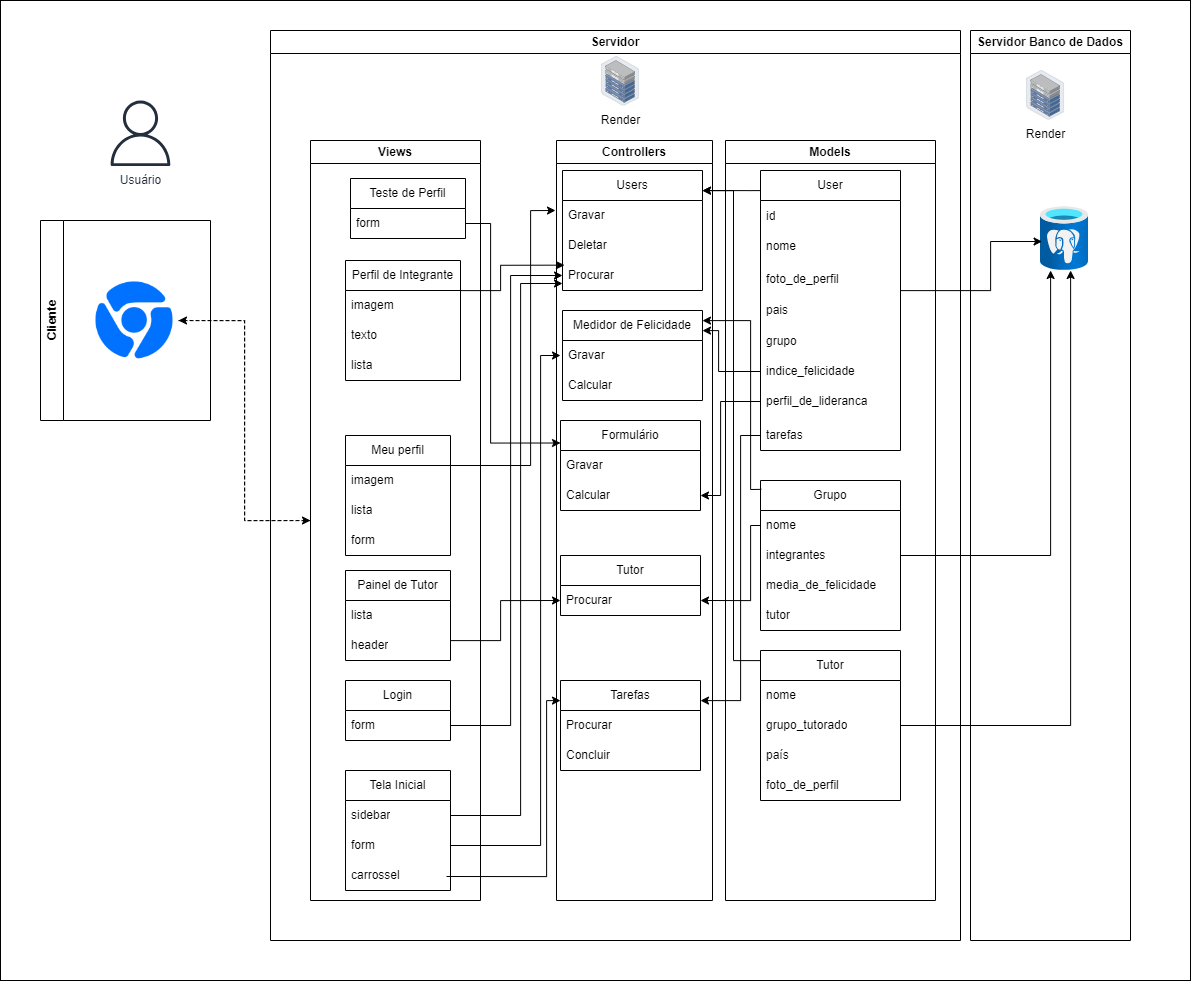 Servidor
Servidor Banco de Dados
Render
Render
Usuário
Cliente
Views
Teste de Perfil
form
Perfil de Integrante
imagem
texto
lista
Meu perfil
imagem
lista
form
Painel de Tutor
lista
header
Login
form
Tela Inicial
sidebar
form
carrossel
Controllers
Users
Gravar
Deletar
Procurar
Medidor de Felicidade
Gravar
Calcular
Formulário
Gravar
Calcular
Tutor
Procurar
Tarefas
Procurar
Concluir
Models
User
id
nome
foto_de_perfil
pais
grupo
indice_felicidade
perfil_de_lideranca
tarefas
Grupo
nome
integrantes
media_de_felicidade
tutor
Tutor
nome
grupo_tutorado
país
foto_de_perfil